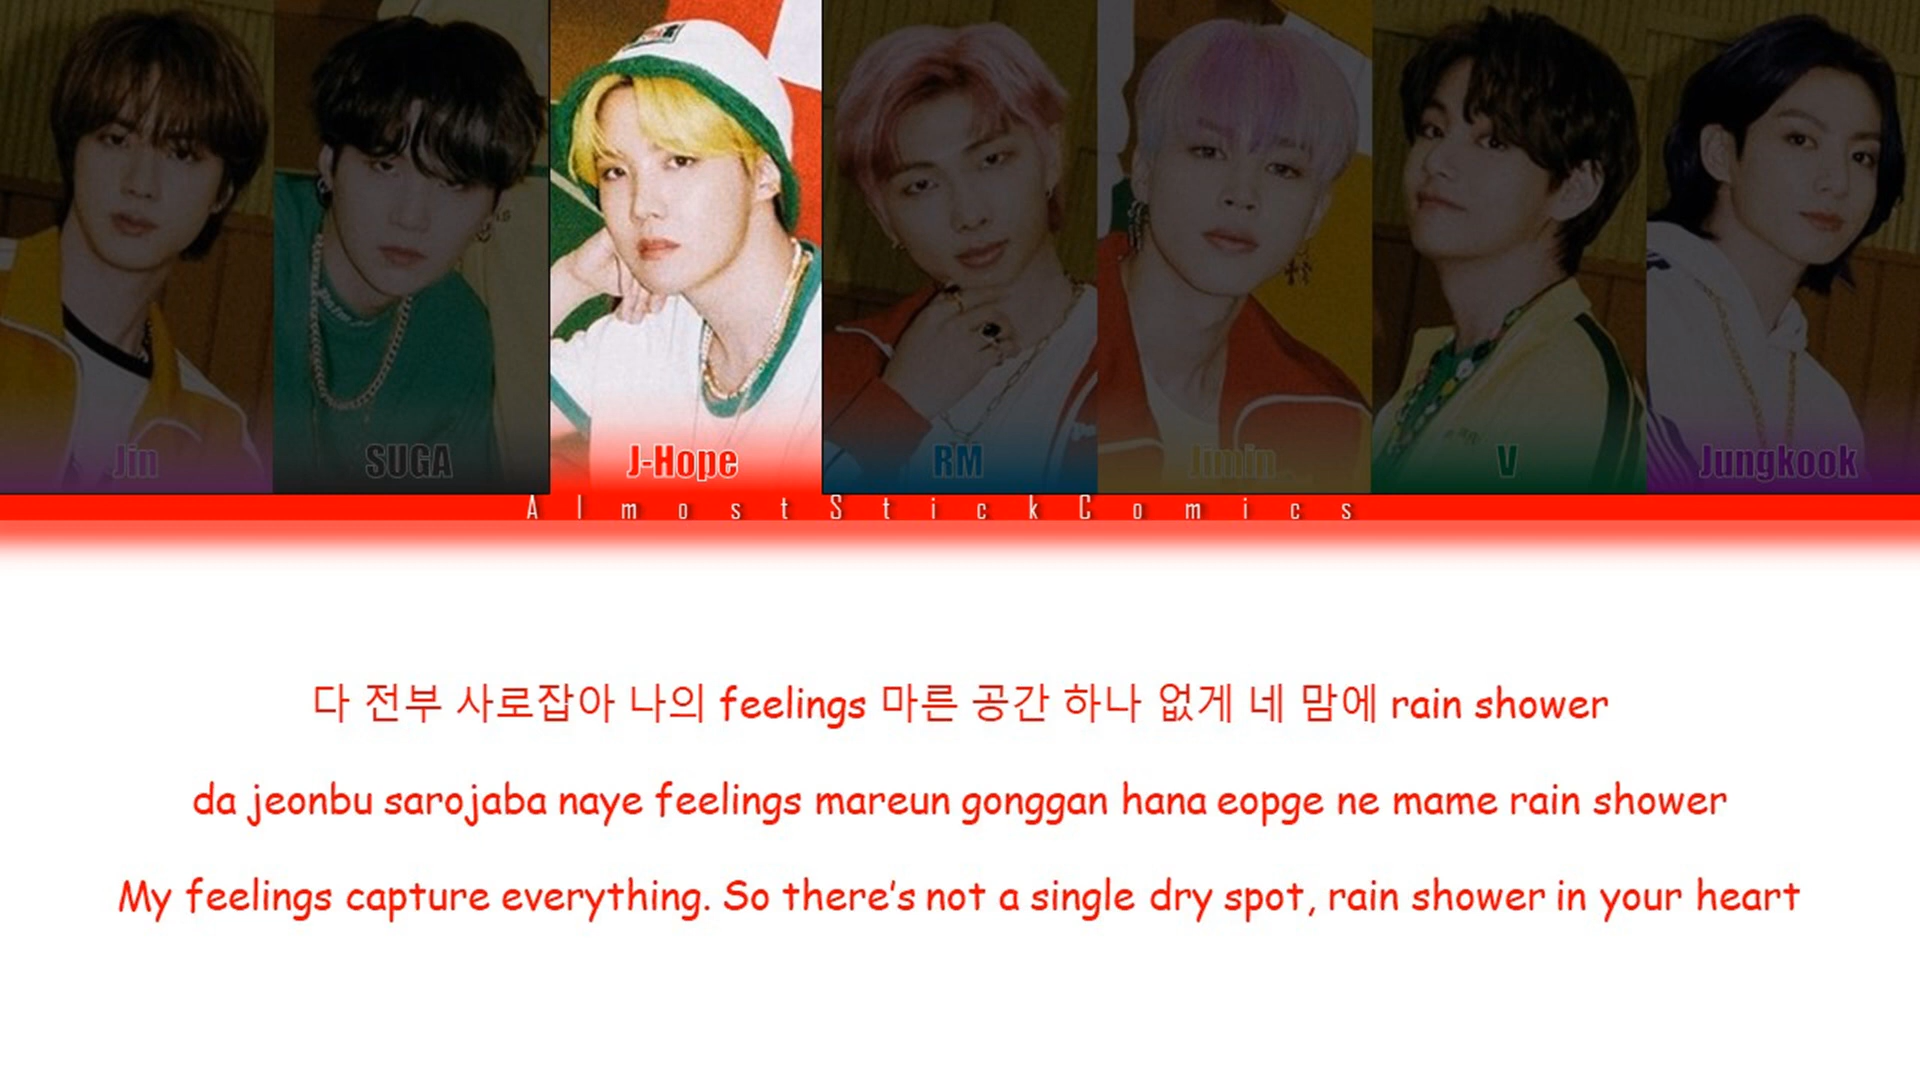 Jin
SUGA
J-Hope
RM
Jimin
V
Jungkook
AlmostStickComics
다 전부 사로잡아 나의 feelings 마른 공간 하나 없게 네 맘에 rain shower
da jeonbu sarojaba naye feelings mareun gonggan hana eopge ne mame rain shower
My feelings capture everything. So there's not a single dry spot, rain shower in your heart